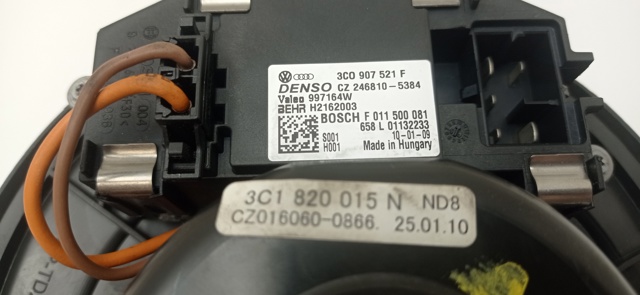 3C0 907 521 F
DENSO CZ 246810-5384
Valeo 997164W
BEHR H2162003
BOSCH F 011 500 081
658 L 01132233
S001 10-01-09
H001 Made in Hungary
3C1 820 015 N ND8
CZ016060-0866. 25.01.10